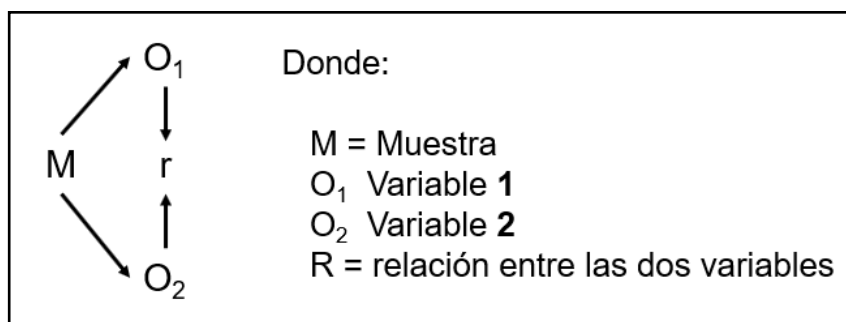 O₁
Donde:
M
r
M = Muestra
O₁ Variable 1
O₂ Variable 2
R = relación entre las dos variables
O₂